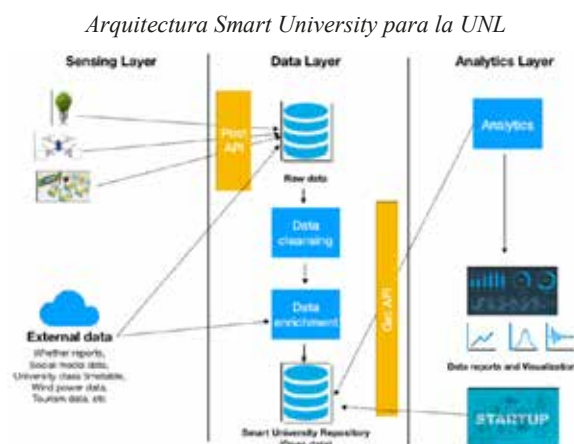 Arquitectura Smart University para la UNL
Sensing Layer
Data Layer
Analytics Layer
Post
API
Raw data
Data
cleansing
Data
enrichment
Get API
Analytics
External data
Whether reports,
Social media data,
University class timetable,
Wind power data,
Tourism data, etc
Smart University Repository
(Open data)
Data reports and Visualization
STARTUP